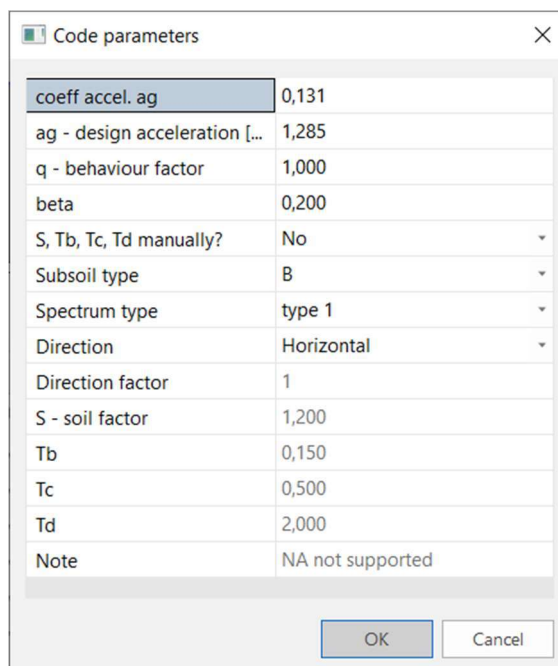 Code parameters
coeff accel. ag 0,131
ag - design acceleration [... 1,285
q - behaviour factor 1,000
beta 0,200
S, Tb, Tc, Td manually? No
Subsoil type B
Spectrum type type 1
Direction Horizontal
Direction factor 1
S - soil factor 1,200
Tb 0,150
Tc 0,500
Td 2,000
Note NA not supported
OK Cancel